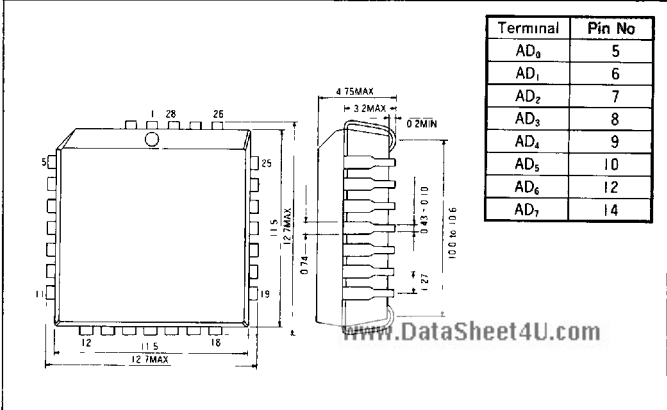 Terminal Pin No
AD₀ 5
AD₁ 6
AD₂ 7
AD₃ 8
AD₄ 9
AD₅ 10
AD₆ 12
AD₇ 14
4 75MAX
3.2MAX
0 2MIN
1 28 26
5 25
11 19
12 18
11.5
12.7MAX
11 5
12 7MAX
0.74
0.43 - 0.10
1.27
10.0 to 10.6
www.DataSheet4U.com